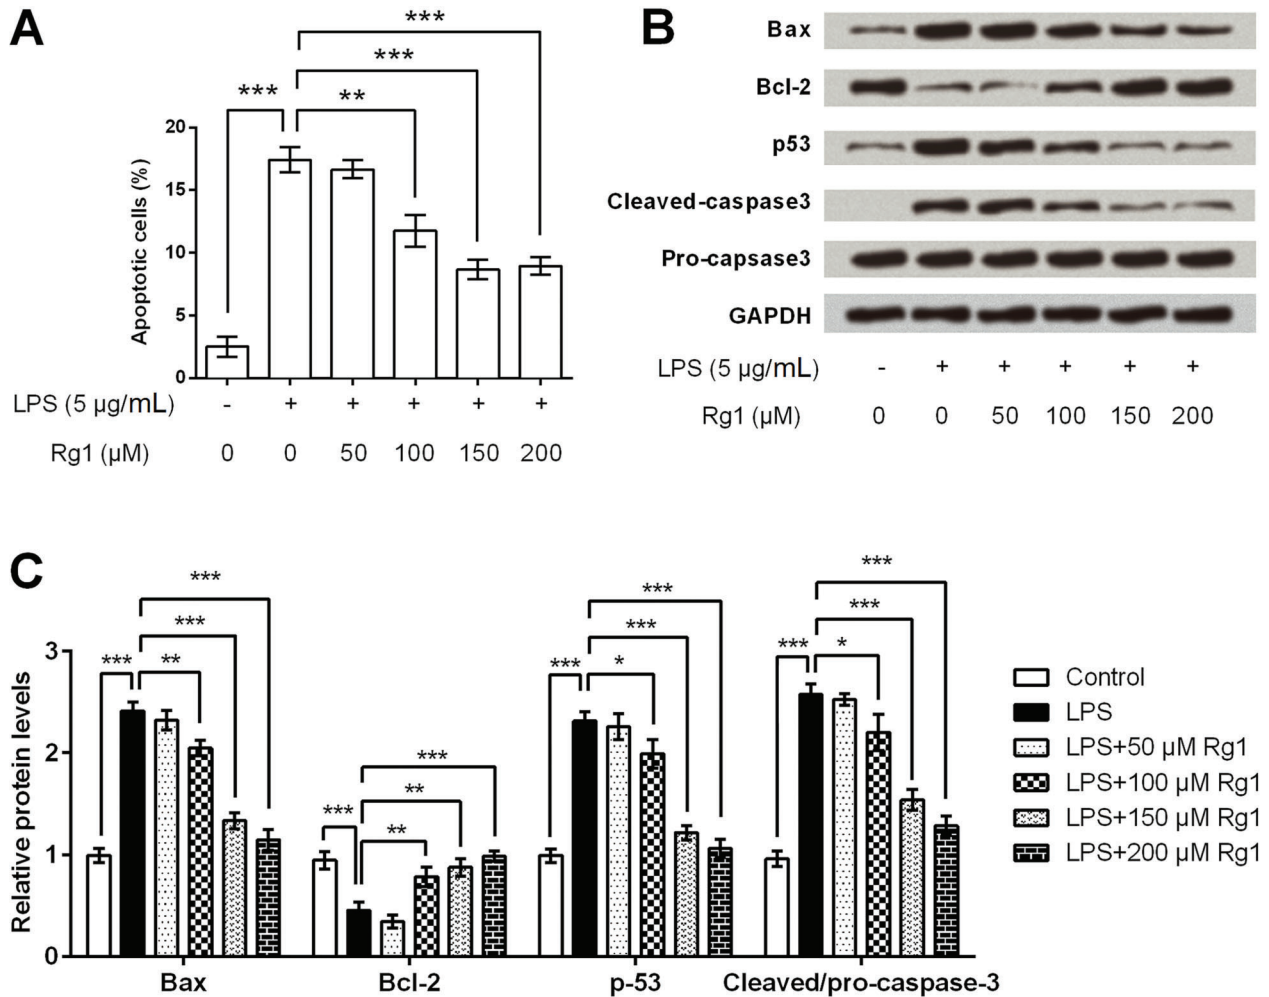 A
***
***
***
**
20
15
10
5
0
Apoptotic cells (%)
LPS (5 µg/mL) - + + + + +
Rg1 (µM) 0 0 50 100 150 200
B
Bax
Bcl-2
p53
Cleaved-caspase3
Pro-capsase3
GAPDH
LPS (5 µg/mL) - + + + + +
Rg1 (µM) 0 0 50 100 150 200
C
Relative protein levels
3
2
1
0
***
***
*** **
***
**
***
**
***
***
*** *
***
***
*** *
Bax Bcl-2 p-53 Cleaved/pro-caspase-3
Control
LPS
LPS+50 µM Rg1
LPS+100 µM Rg1
LPS+150 µM Rg1
LPS+200 µM Rg1